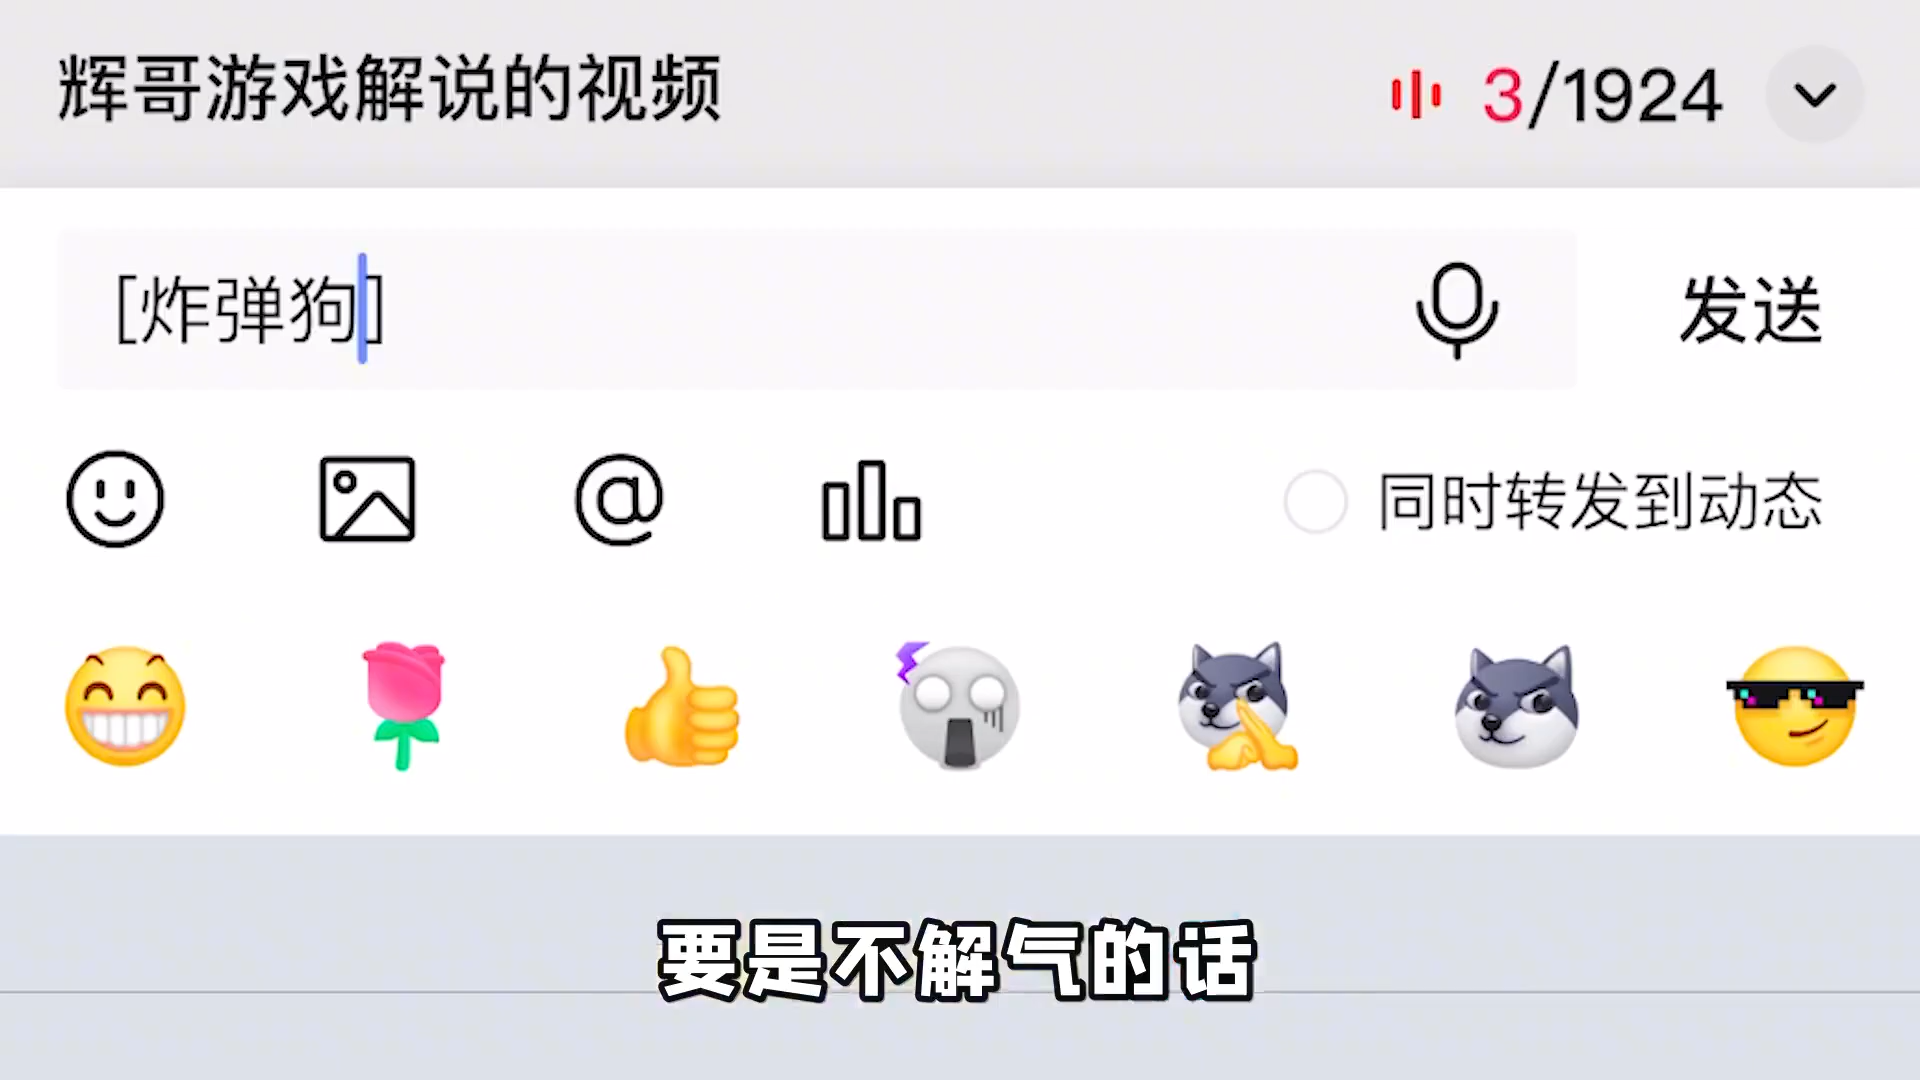 辉哥游戏解说的视频
3/1924
[炸弹狗]
发送
同时转发到动态
要是不解气的话